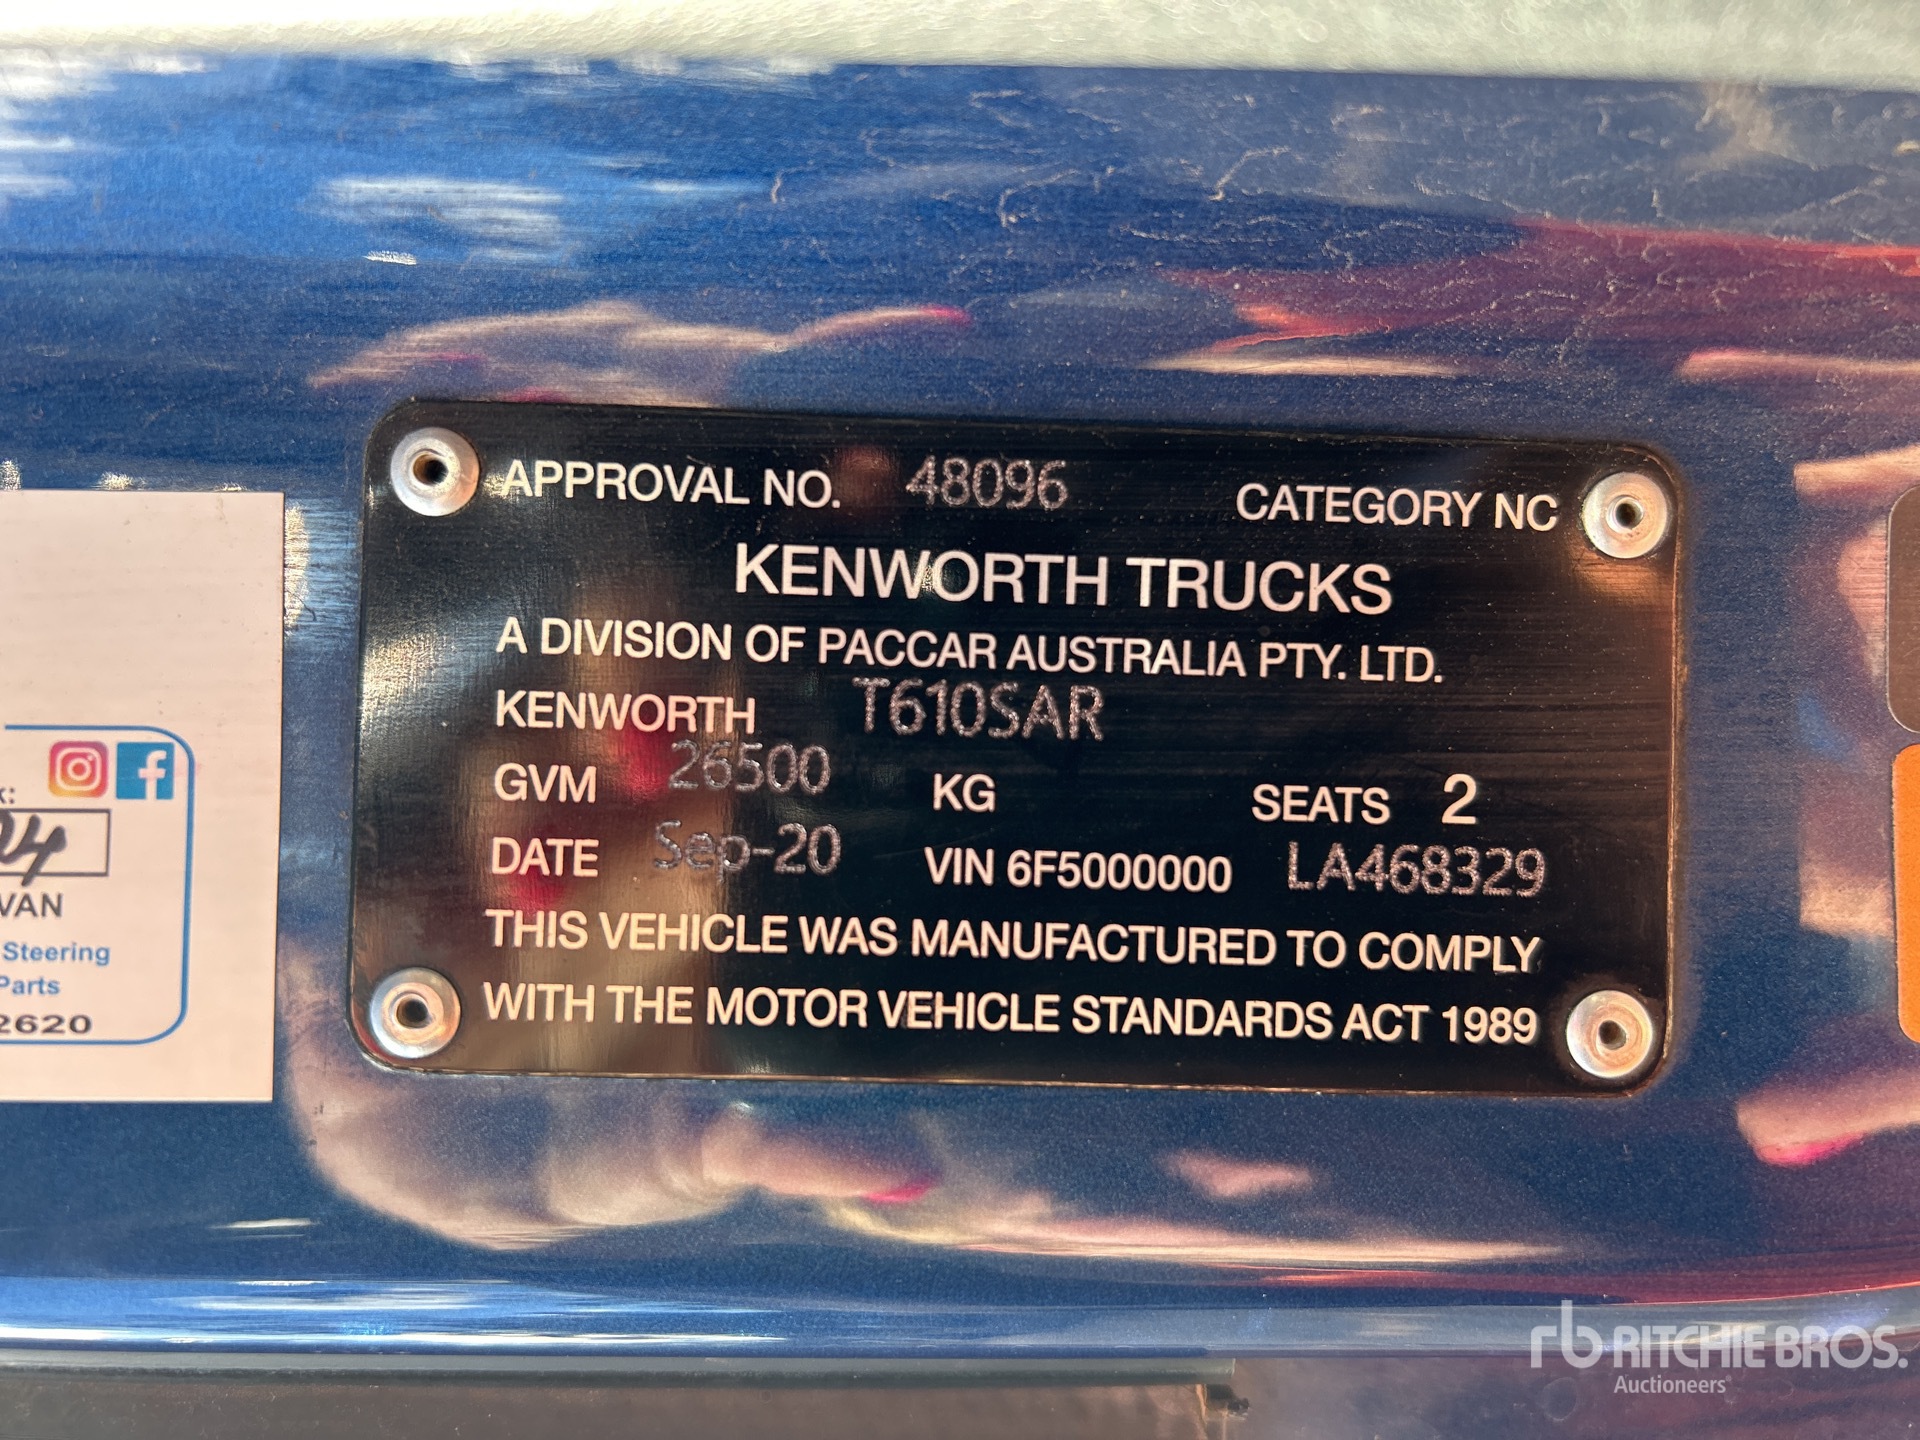 APPROVAL NO. 48096 CATEGORY NC
KENWORTH TRUCKS
A DIVISION OF PACCAR AUSTRALIA PTY. LTD.
KENWORTH T610SAR
GVM 26500 KG SEATS 2
DATE Sep-20 VIN 6F5000000 LA468329
THIS VEHICLE WAS MANUFACTURED TO COMPLY
WITH THE MOTOR VEHICLE STANDARDS ACT 1989
VAN
Steering
Parts
2620
rb RITCHIE BROS.
Auctioneers